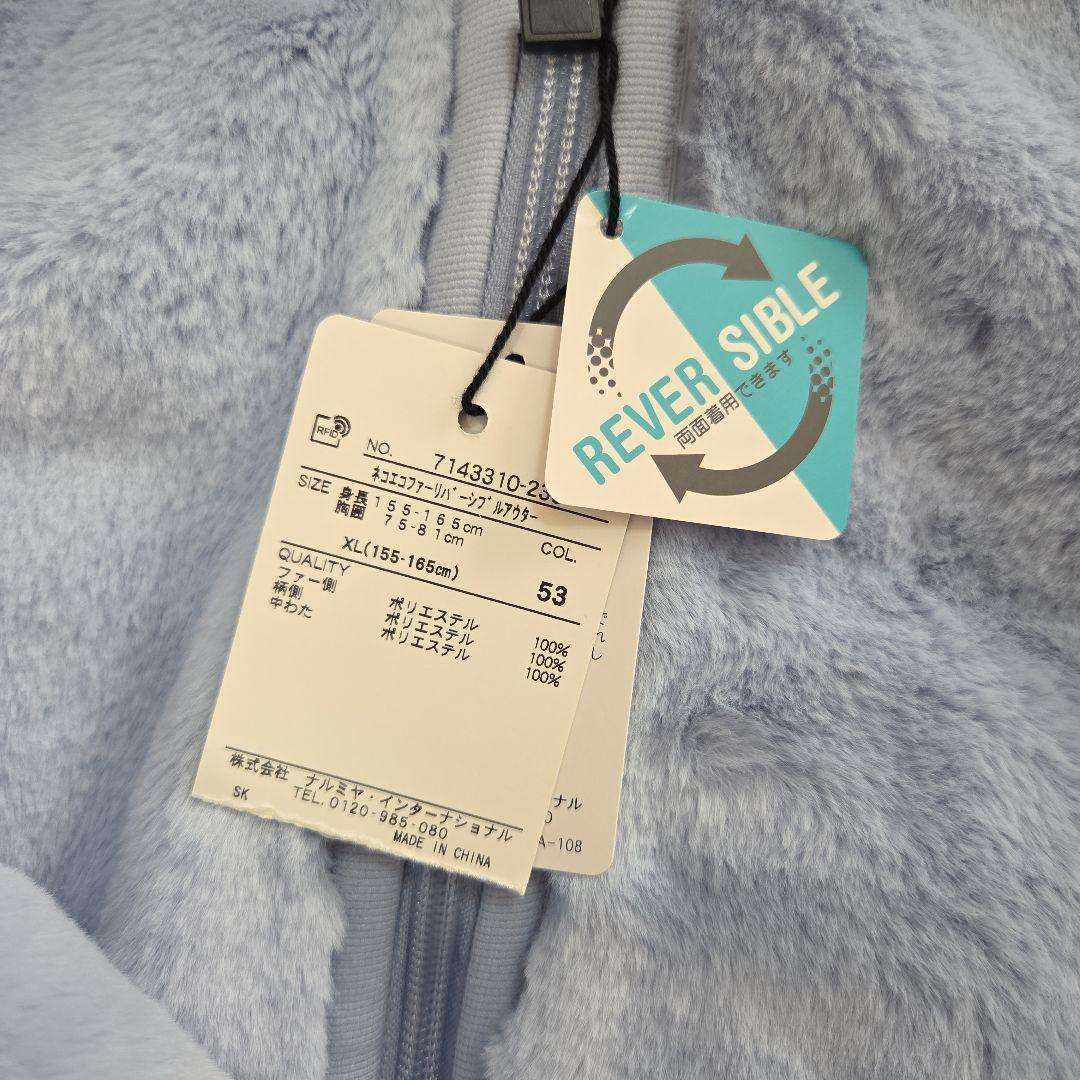 REVERSIBLE
両面着用できます
RFID
NO. 7143310-23
ネコエコファーリバーシブルアウター
SIZE 身長 155-165cm
胸囲 75-81cm
XL(155-165cm)
COL.
53
QUALITY
ファー側 ポリエステル 100%
柄側 ポリエステル 100%
中わた ポリエステル 100%
株式会社 ナルミヤ・インターナショナル
TEL.0120-985-080
SK
MADE IN CHINA
ナル
0
A-108